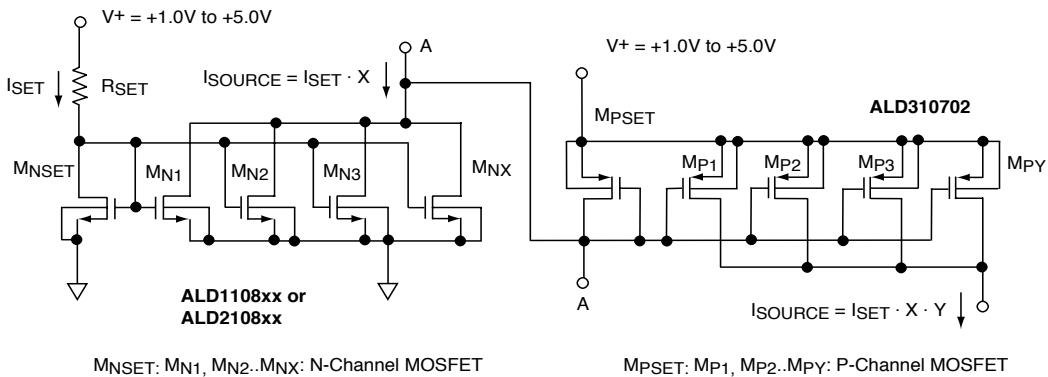 V+ = +1.0V to +5.0V
ISET
RSET
ISOURCE = ISET · X
A
MNSET
MN1
MN2
MN3
MNX
ALD1108xx or
ALD2108xx
MNSET: MN1, MN2..MNX: N-Channel MOSFET
V+ = +1.0V to +5.0V
MPSET
ALD310702
MP1
MP2
MP3
MPY
A
ISOURCE = ISET · X · Y
MPSET: MP1, MP2..MPY: P-Channel MOSFET